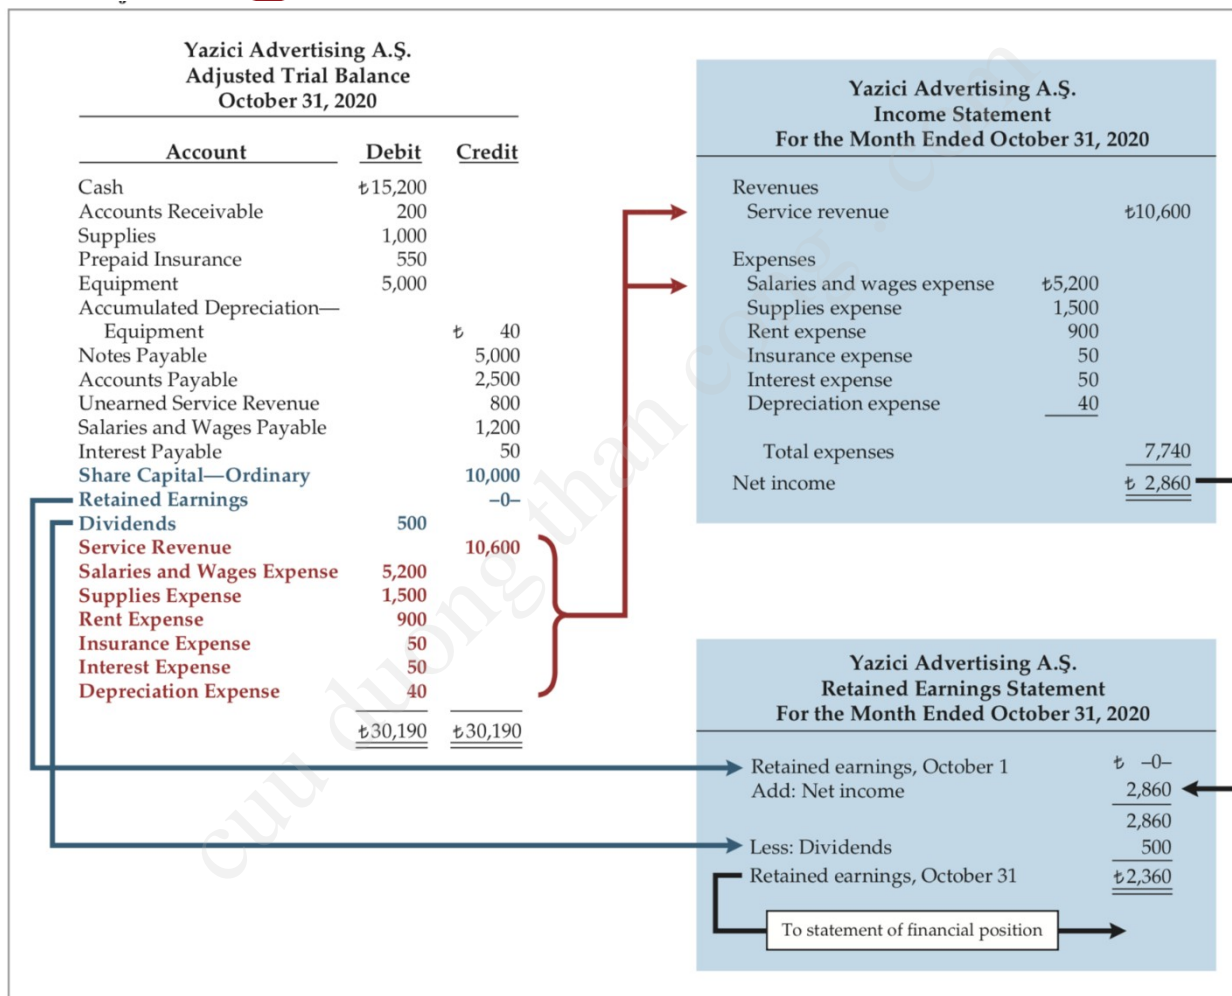 Yazici Advertising A.Ş.
Adjusted Trial Balance
October 31, 2020
Account Debit Credit
Cash ₺15,200
Accounts Receivable 200
Supplies 1,000
Prepaid Insurance 550
Equipment 5,000
Accumulated Depreciation—
Equipment ₺ 40
Notes Payable 5,000
Accounts Payable 2,500
Unearned Service Revenue 800
Salaries and Wages Payable 1,200
Interest Payable 50
Share Capital—Ordinary 10,000
Retained Earnings –0–
Dividends 500
Service Revenue 10,600
Salaries and Wages Expense 5,200
Supplies Expense 1,500
Rent Expense 900
Insurance Expense 50
Interest Expense 50
Depreciation Expense 40
₺30,190 ₺30,190
Yazici Advertising A.Ş.
Income Statement
For the Month Ended October 31, 2020
Revenues
Service revenue ₺10,600
Expenses
Salaries and wages expense ₺5,200
Supplies expense 1,500
Rent expense 900
Insurance expense 50
Interest expense 50
Depreciation expense 40
Total expenses 7,740
Net income ₺ 2,860
Yazici Advertising A.Ş.
Retained Earnings Statement
For the Month Ended October 31, 2020
Retained earnings, October 1 ₺ –0–
Add: Net income 2,860
2,860
Less: Dividends 500
Retained earnings, October 31 ₺2,360
To statement of financial position
cuu duong than cong . com